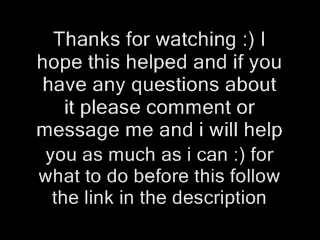 Thanks for watching :) I
hope this helped and if you
have any questions about
it please comment or
message me and i will help
you as much as i can :) for
what to do before this follow
the link in the description